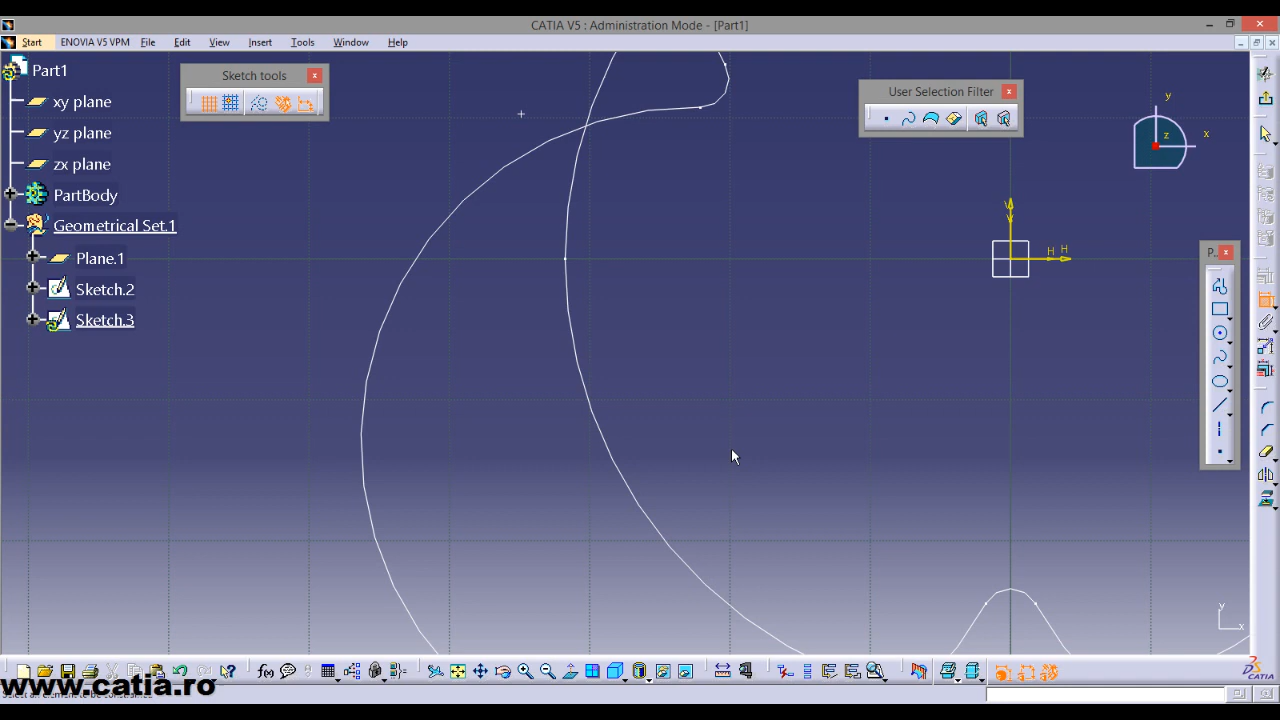 CATIA V5 : Administration Mode - [Part1]
Start ENOVIA V5 VPM File Edit View Insert Tools Window Help
Part1
xy plane
yz plane
zx plane
PartBody
Geometrical Set.1
Plane.1
Sketch.2
Sketch.3
Sketch tools
User Selection Filter
y
x
z
V
H H
P...
y
x
f(x)
www.catia.ro
CATIA